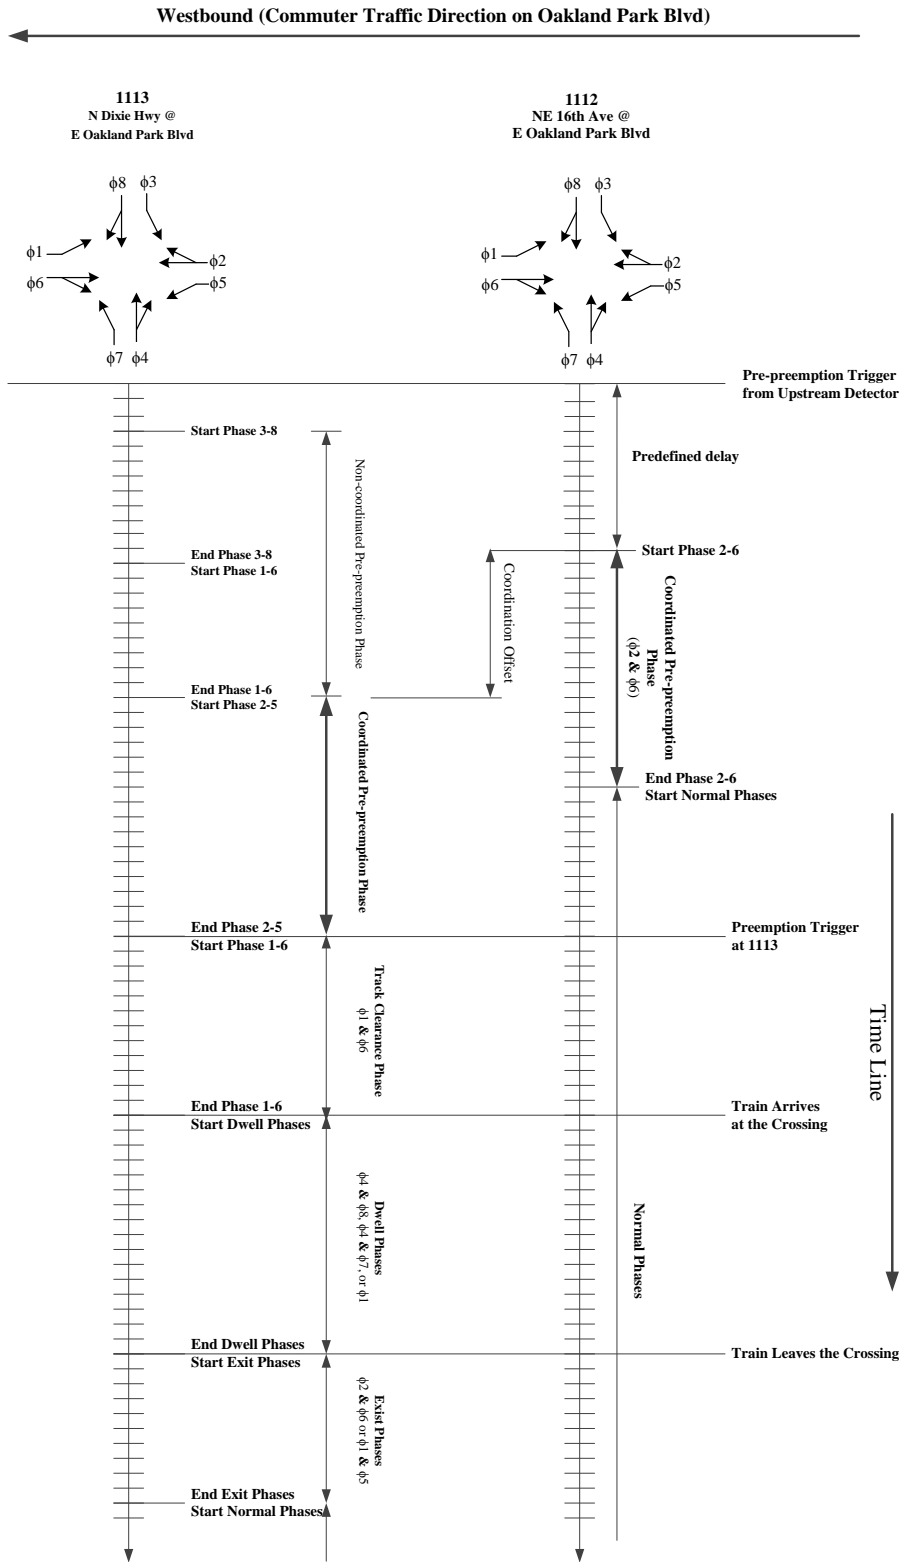 Westbound (Commuter Traffic Direction on Oakland Park Blvd)
1113
N Dixie Hwy @
E Oakland Park Blvd
1112
NE 16th Ave @
E Oakland Park Blvd
ϕ8 ϕ3
ϕ1
ϕ2
ϕ6
ϕ5
ϕ7 ϕ4
ϕ8 ϕ3
ϕ1
ϕ2
ϕ6
ϕ5
ϕ7 ϕ4
Pre-preemption Trigger
from Upstream Detector
Start Phase 3-8
Non-coordinated Pre-preemption Phase
Predefined delay
End Phase 3-8
Start Phase 1-6
Start Phase 2-6
Coordination Offset
Coordinated Pre-preemption
Phase
(ϕ2 & ϕ6)
End Phase 1-6
Start Phase 2-5
Coordinated Pre-preemption Phase
End Phase 2-6
Start Normal Phases
End Phase 2-5
Start Phase 1-6
Preemption Trigger
at 1113
Track Clearance Phase
ϕ1 & ϕ6
Time Line
End Phase 1-6
Start Dwell Phases
Train Arrives
at the Crossing
Dwell Phases
ϕ4 & ϕ8, ϕ4 & ϕ7, or ϕ1
Normal Phases
End Dwell Phases
Start Exit Phases
Train Leaves the Crossing
Exist Phases
ϕ2 & ϕ6 or ϕ1 & ϕ5
End Exit Phases
Start Normal Phases